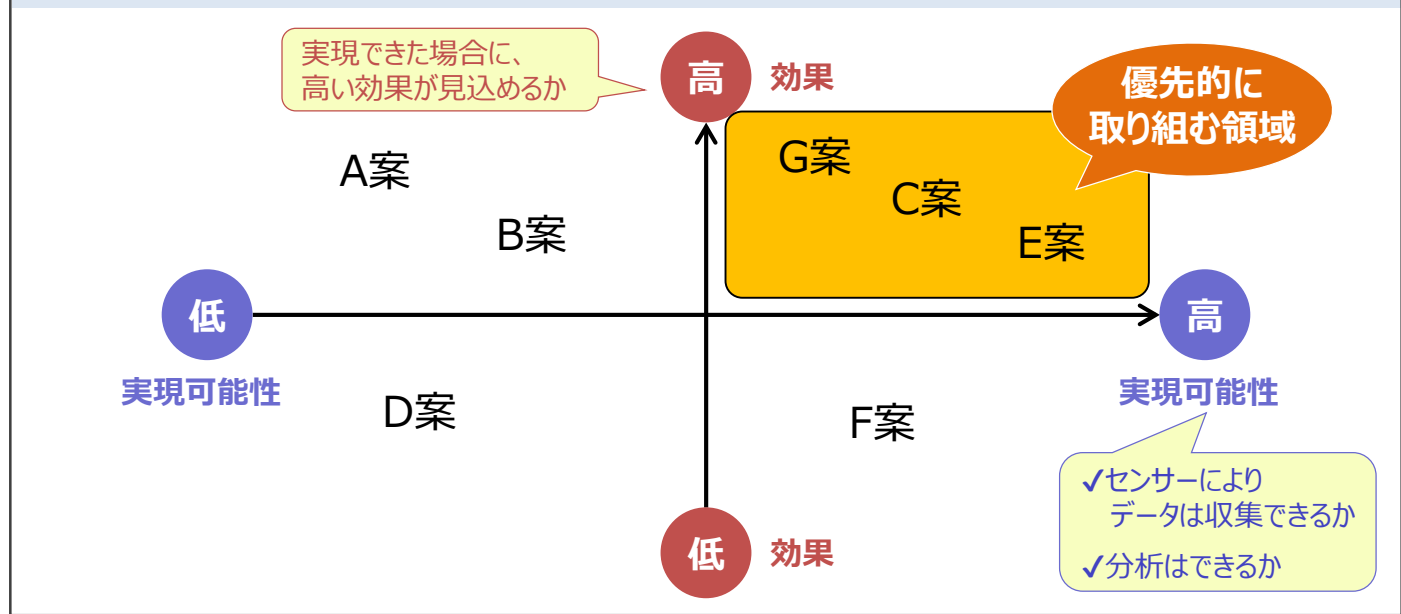 実現できた場合に、
高い効果が見込めるか
高
効果
優先的に
取り組む領域
A案
G案
C案
B案
E案
低
高
実現可能性
実現可能性
D案
F案
✓センサーにより
データは収集できるか
✓分析はできるか
低
効果